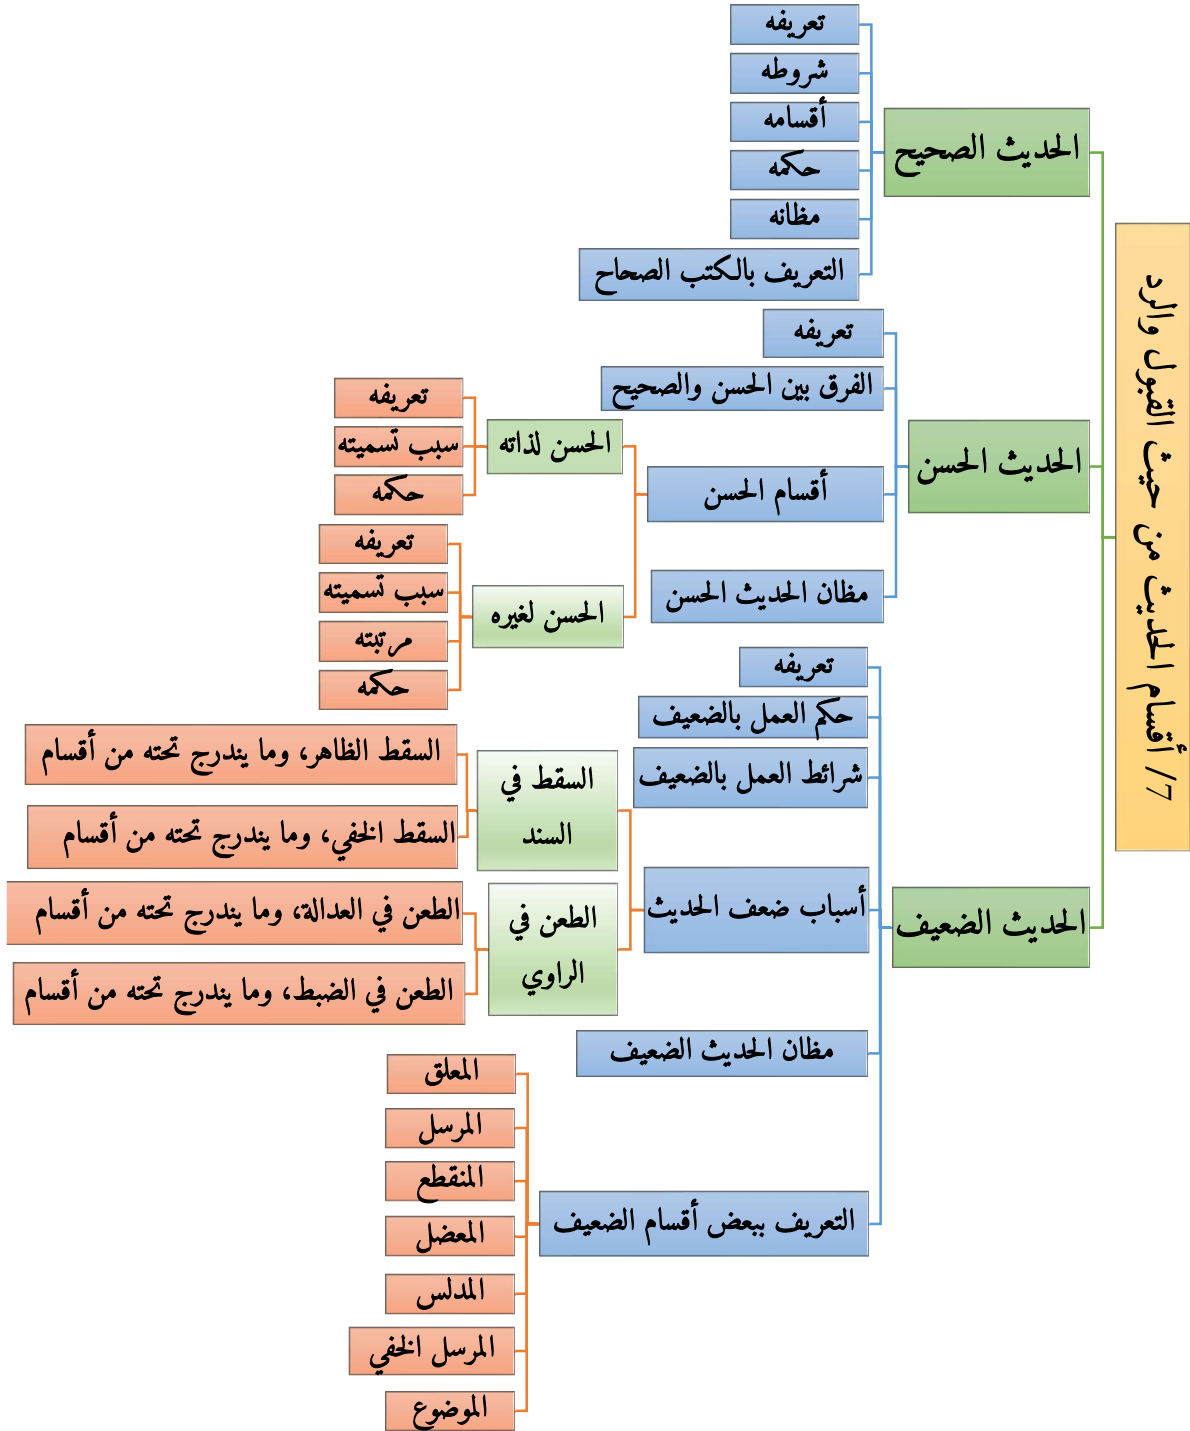 7/ أقسام الحديث من حيث القبول والرد
الحديث الصحيح
تعريفه
شروطه
أقسامه
حكمه
مظانه
التعريف بالكتب الصحاح
الحديث الحسن
تعريفه
الفرق بين الحسن والصحيح
أقسام الحسن
الحسن لذاته
تعريفه
سبب تسميته
حكمه
الحسن لغيره
تعريفه
سبب تسميته
مرتبته
حكمه
مظان الحديث الحسن
الحديث الضعيف
تعريفه
حكم العمل بالضعيف
شرائط العمل بالضعيف
أسباب ضعف الحديث
السقط في
السند
السقط الظاهر، وما يندرج تحته من أقسام
السقط الخفي، وما يندرج تحته من أقسام
الطعن في
الراوي
الطعن في العدالة، وما يندرج تحته من أقسام
الطعن في الضبط، وما يندرج تحته من أقسام
مظان الحديث الضعيف
التعريف ببعض أقسام الضعيف
المعلق
المرسل
المنقطع
المعضل
المدلس
المرسل الخفي
الموضوع